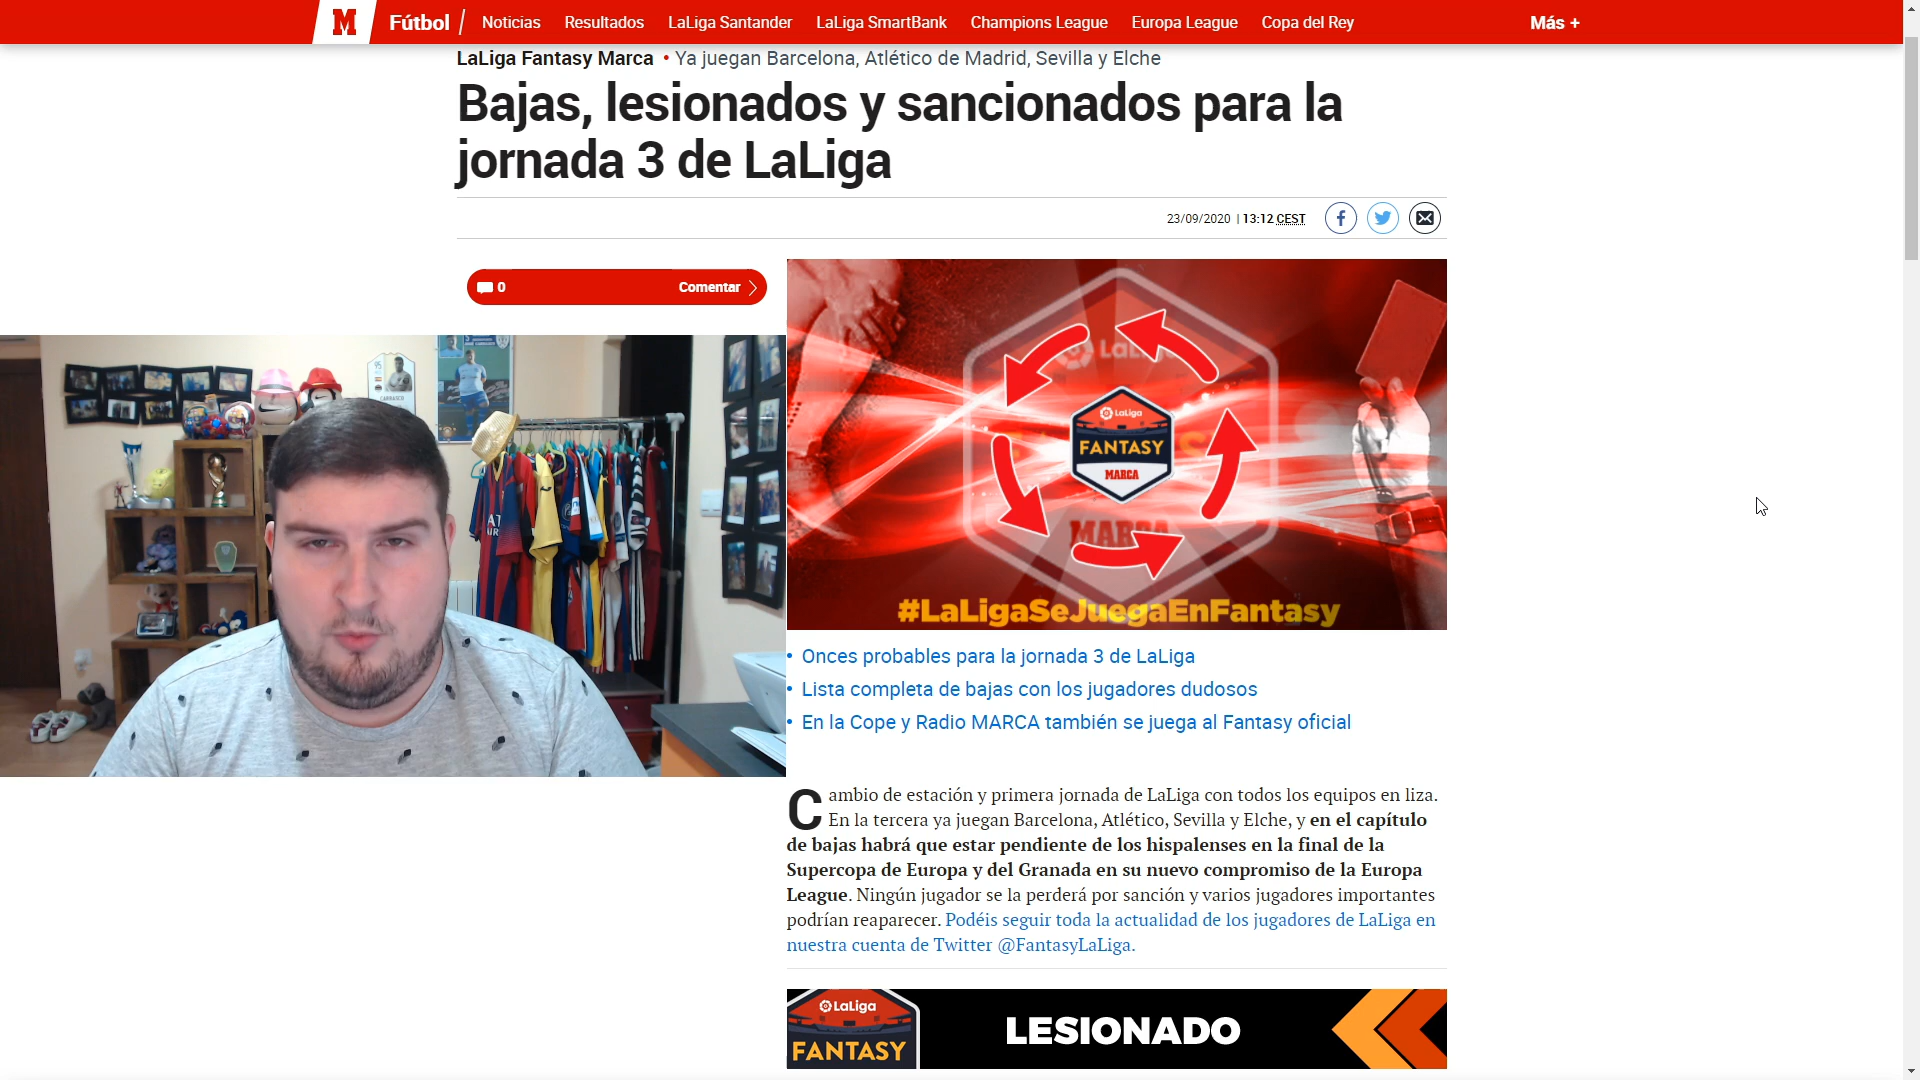 M Fútbol / Noticias Resultados LaLiga Santander LaLiga SmartBank Champions League Europa League Copa del Rey Más +
LaLiga Fantasy Marca • Ya juegan Barcelona, Atlético de Madrid, Sevilla y Elche
Bajas, lesionados y sancionados para la
jornada 3 de LaLiga
23/09/2020 | 13:12 CEST
0 Comentar
LaLiga
LaLiga
FANTASY
MARCA
MARCA
#LaLigaSeJuegaEnFantasy
CARRASCO
• Onces probables para la jornada 3 de LaLiga
• Lista completa de bajas con los jugadores dudosos
• En la Cope y Radio MARCA también se juega al Fantasy oficial
Cambio de estación y primera jornada de LaLiga con todos los equipos en liza.
En la tercera ya juegan Barcelona, Atlético, Sevilla y Elche, y en el capítulo
de bajas habrá que estar pendiente de los hispalenses en la final de la
Supercopa de Europa y del Granada en su nuevo compromiso de la Europa
League. Ningún jugador se la perderá por sanción y varios jugadores importantes
podrían reaparecer. Podéis seguir toda la actualidad de los jugadores de LaLiga en
nuestra cuenta de Twitter @FantasyLaLiga.
LaLiga
FANTASY
LESIONADO